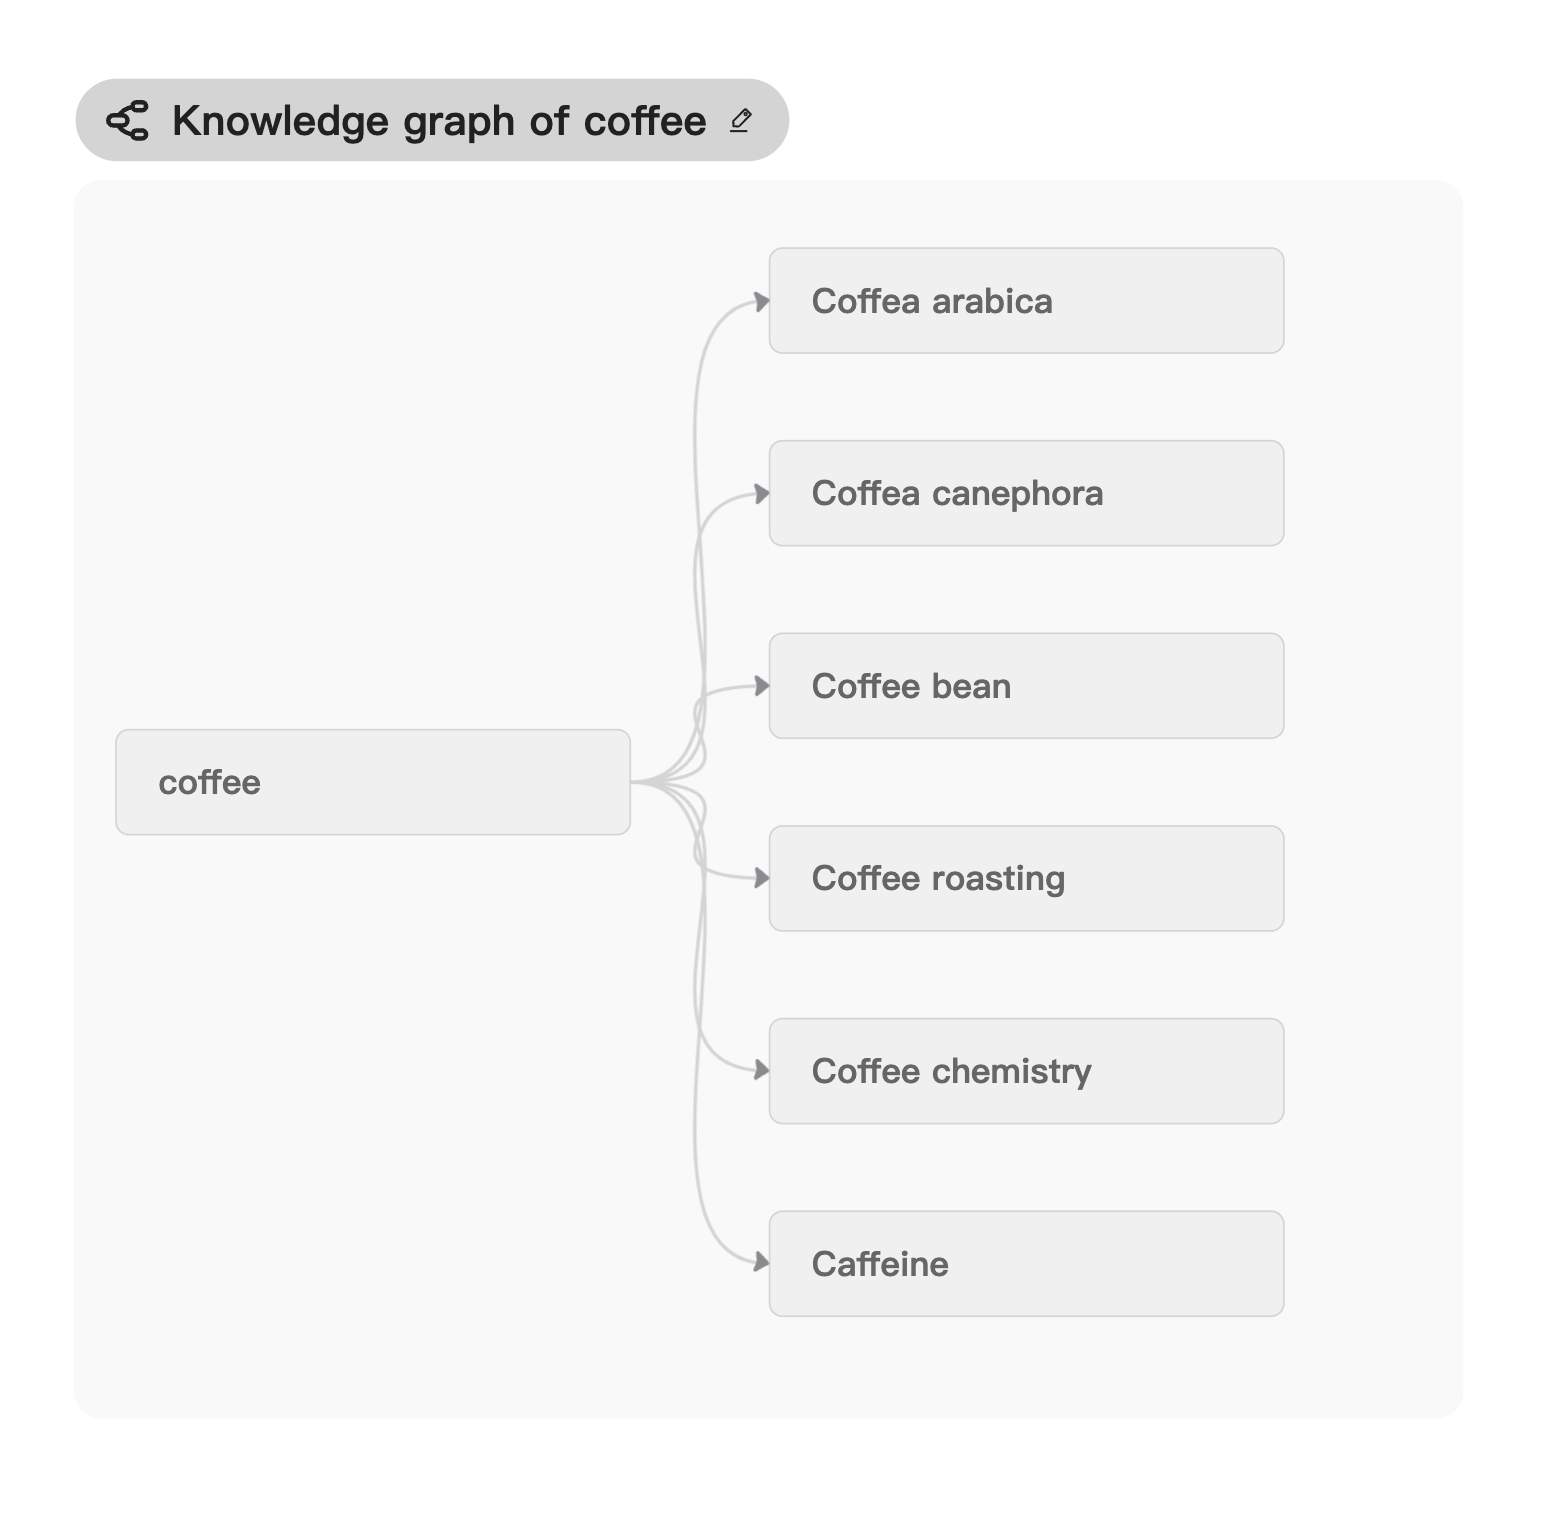 Knowledge graph of coffee
Coffea arabica
Coffea canephora
Coffee bean
coffee
Coffee roasting
Coffee chemistry
Caffeine